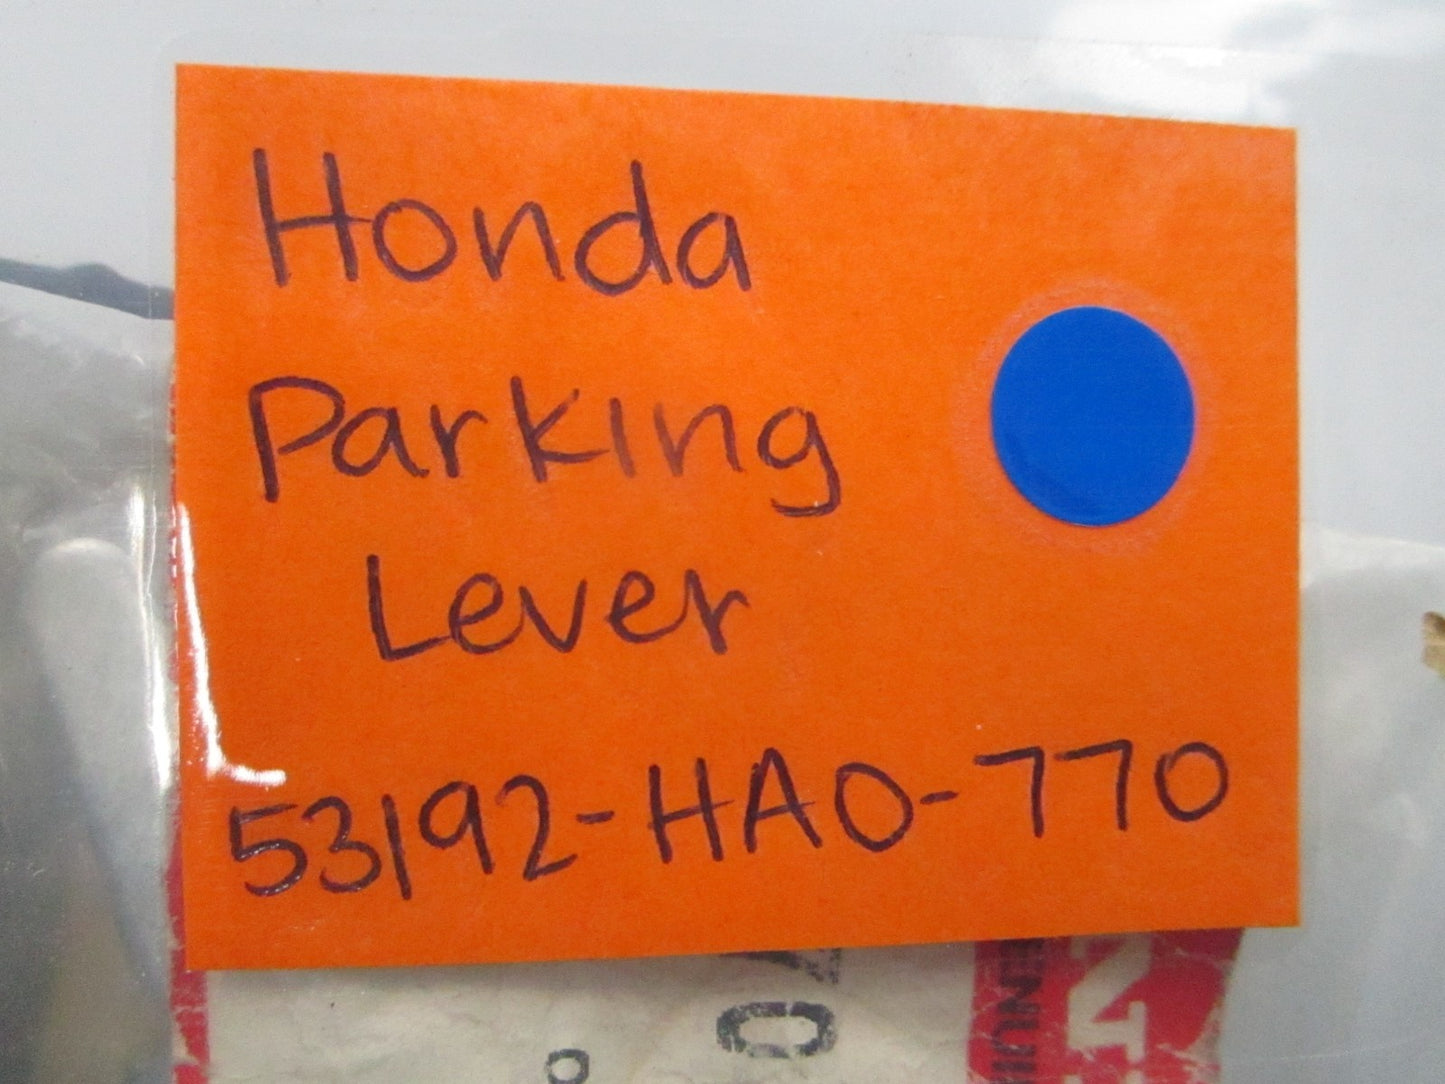 Honda
Parking
Lever
53192-HA0-770